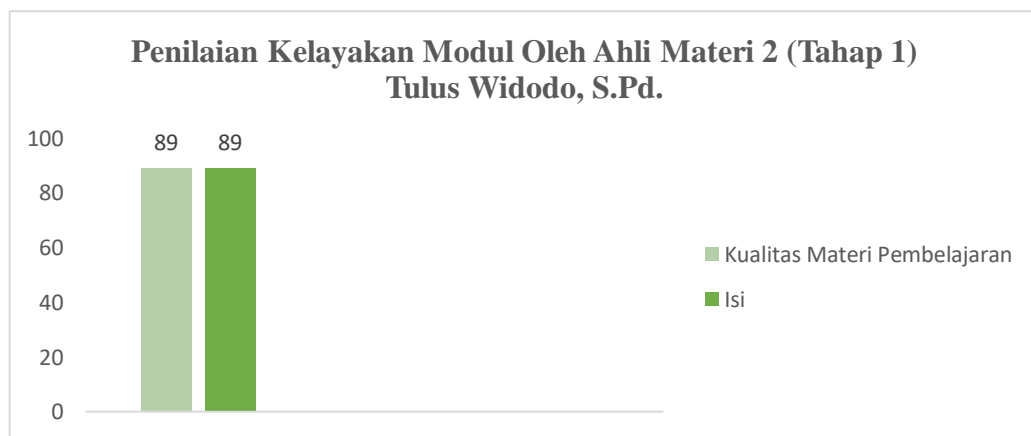 Penilaian Kelayakan Modul Oleh Ahli Materi 2 (Tahap 1)
Tulus Widodo, S.Pd.
100
80
60
40
20
0
89
89
Kualitas Materi Pembelajaran
Isi